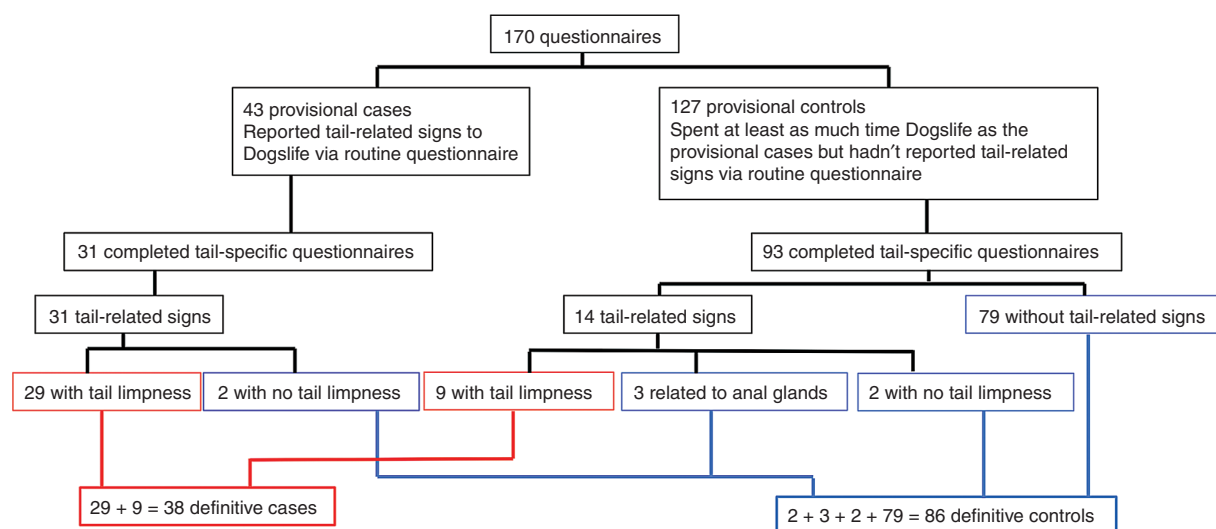 170 questionnaires
43 provisional cases
Reported tail-related signs to
Dogslife via routine questionnaire
127 provisional controls
Spent at least as much time Dogslife as the
provisional cases but hadn′t reported tail-related
signs via routine questionnaire
31 completed tail-specific questionnaires
93 completed tail-specific questionnaires
31 tail-related signs
14 tail-related signs
79 without tail-related signs
29 with tail limpness
2 with no tail limpness
9 with tail limpness
3 related to anal glands
2 with no tail limpness
29 + 9 = 38 definitive cases
2 + 3 + 2 + 79 = 86 definitive controls